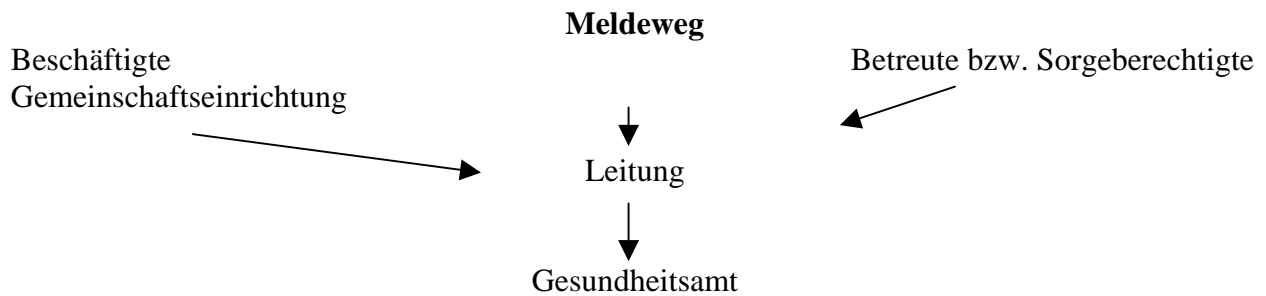 Meldeweg
Beschäftigte
Gemeinschaftseinrichtung
Betreute bzw. Sorgeberechtigte
Leitung
Gesundheitsamt